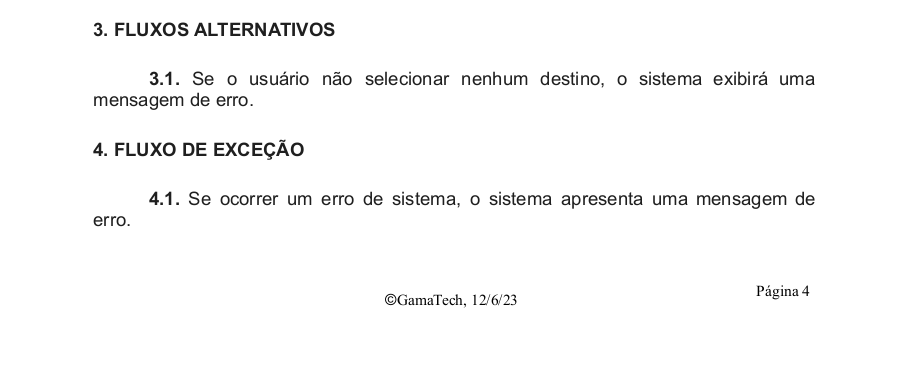 3. FLUXOS ALTERNATIVOS
3.1. Se o usuário não selecionar nenhum destino, o sistema exibirá uma
mensagem de erro.
4. FLUXO DE EXCEÇÃO
4.1. Se ocorrer um erro de sistema, o sistema apresenta uma mensagem de
erro.
©GamaTech, 12/6/23
Página 4